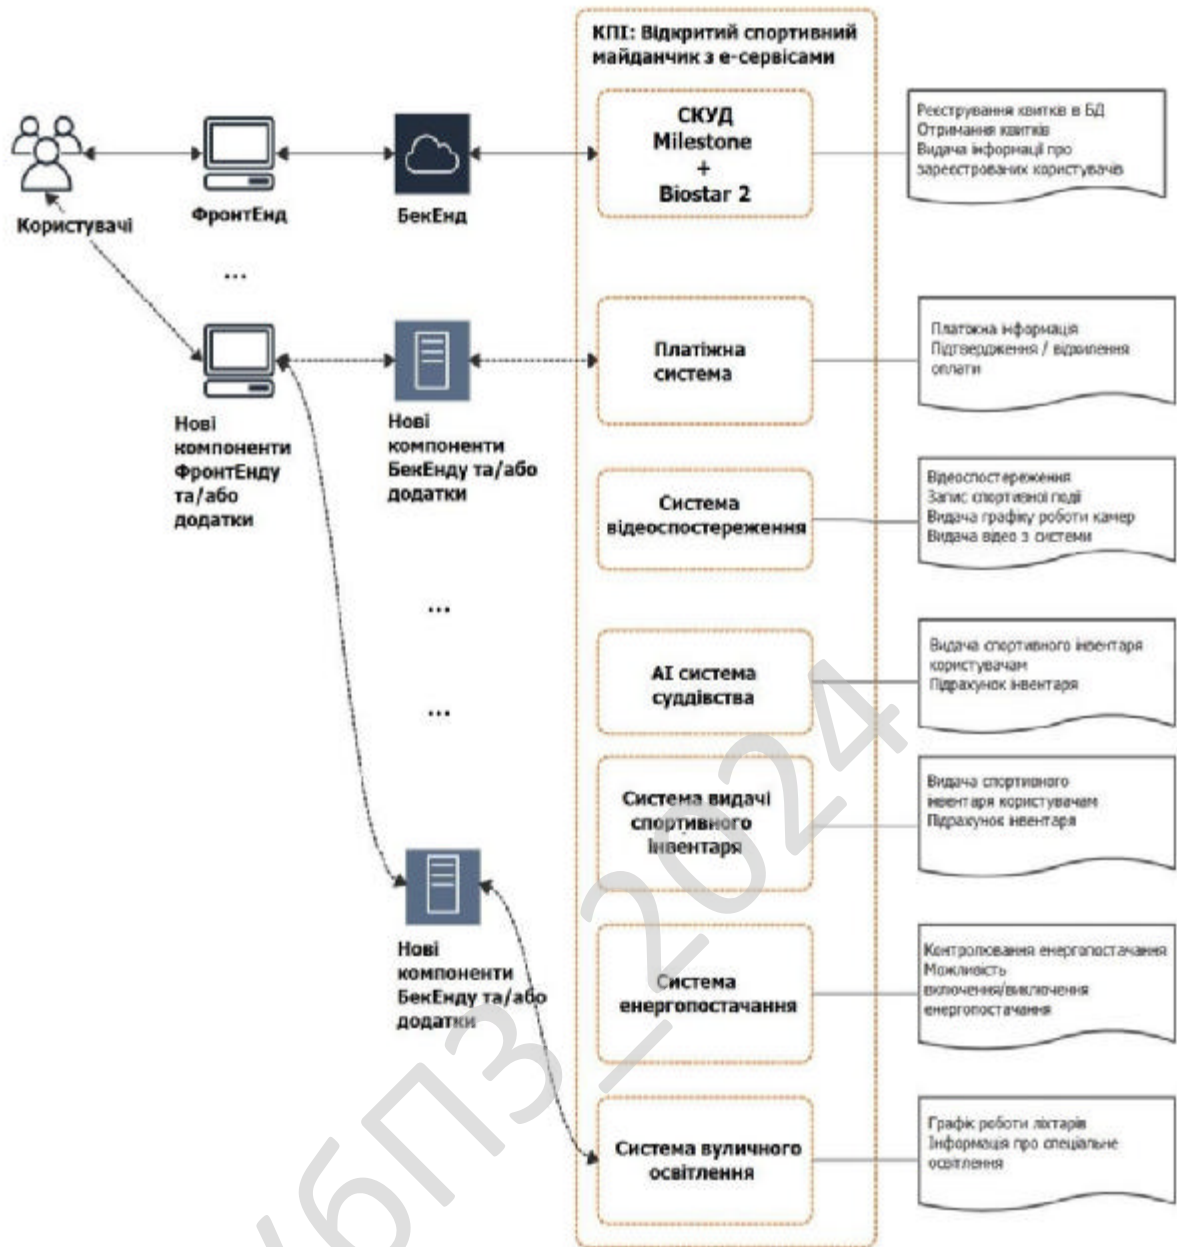 КПІ: Відкритий спортивний
майданчик з е-сервісами
СКУД
Milestone
+
Biostar 2
Реєстрування квитків в БД
Отримання квитків
Видача інформації про
зареєстрованих користувачів
Користувачі
ФронтЕнд
БекЕнд
...
Платіжна
система
Платіжна інформація
Підтвердження / відхилення
оплати
Нові
компоненти
ФронтЕнду
та/або
додатки
Нові
компоненти
БекЕнду та/або
додатки
Система
відеоспостереження
Відеоспостереження
Запис спортивної події
Видача графіку роботи камер
Видача відео з системи
...
...
АІ система
суддівства
Видача спортивного інвентаря
користувачам
Підрахунок інвентаря
Система видачі
спортивного
інвентаря
Видача спортивного
інвентаря користувачам
Підрахунок інвентаря
Нові
компоненти
БекЕнду та/або
додатки
Система
енергопостачання
Контролювання енергопостачання
Можливість
включення/виключення
енергопостачання
Система вуличного
освітлення
Графік роботи ліхтарів
Інформація про спеціальне
освітлення
бПЗ_2024